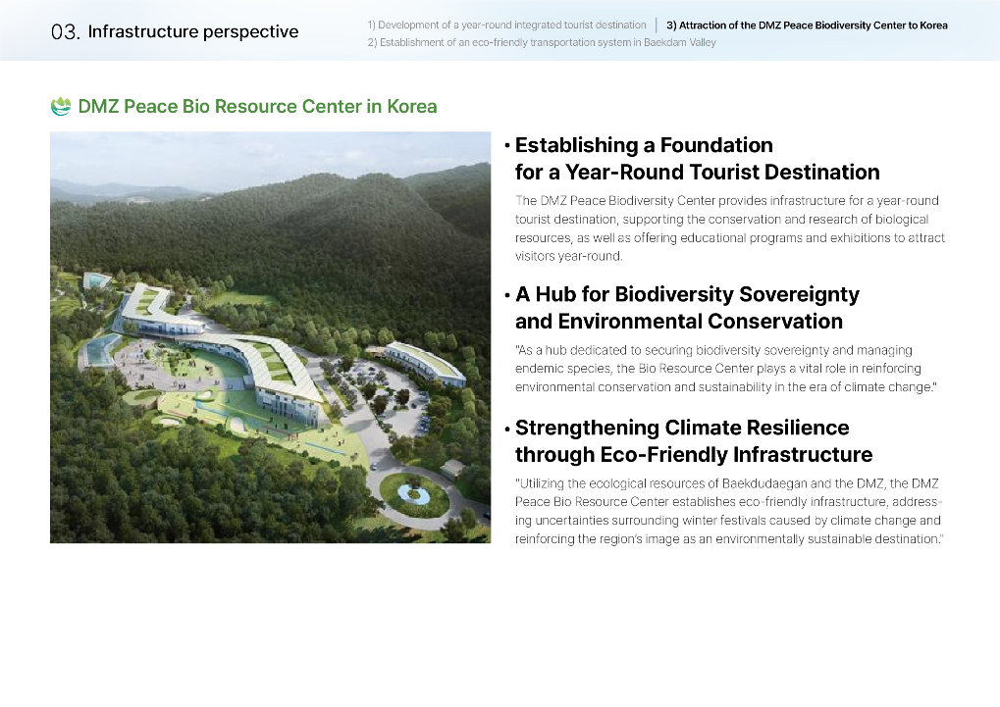 03. Infrastructure perspective
1) Development of a year-round integrated tourist destination
3) Attraction of the DMZ Peace Biodiversity Center to Korea
2) Establishment of an eco-friendly transportation system in Baekdam Valley
DMZ Peace Bio Resource Center in Korea
• Establishing a Foundation
for a Year-Round Tourist Destination
The DMZ Peace Biodiversity Center provides infrastructure for a year-round
tourist destination, supporting the conservation and research of biological
resources, as well as offering educational programs and exhibitions to attract
visitors year-round.
• A Hub for Biodiversity Sovereignty
and Environmental Conservation
"As a hub dedicated to securing biodiversity sovereignty and managing
endemic species, the Bio Resource Center plays a vital role in reinforcing
environmental conservation and sustainability in the era of climate change."
• Strengthening Climate Resilience
through Eco-Friendly Infrastructure
"Utilizing the ecological resources of Baekdudaegan and the DMZ, the DMZ
Peace Bio Resource Center establishes eco-friendly infrastructure, address-
ing uncertainties surrounding winter festivals caused by climate change and
reinforcing the region's image as an environmentally sustainable destination."